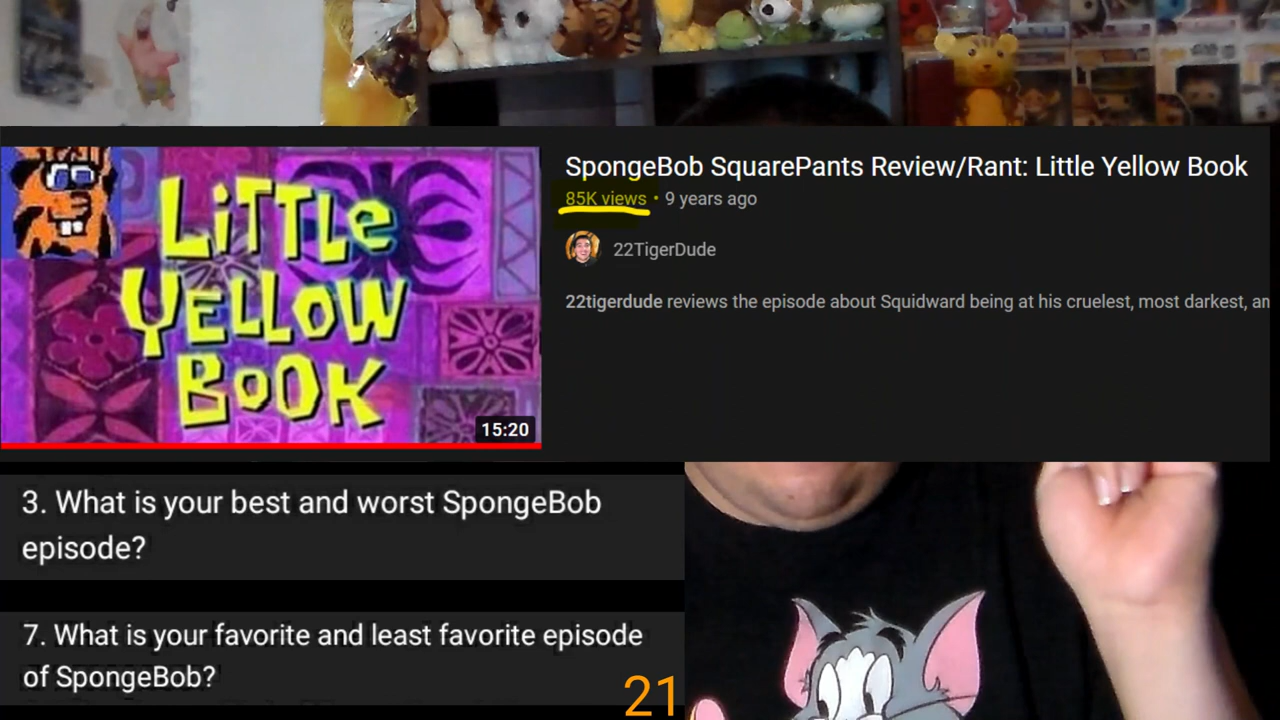 LiTTLe
YELLOW
BOOK
15:20
SpongeBob SquarePants Review/Rant: Little Yellow Book
85K views • 9 years ago
22TigerDude
22tigerdude reviews the episode about Squidward being at his cruelest, most darkest, an
3. What is your best and worst SpongeBob
episode?
7. What is your favorite and least favorite episode
of SpongeBob?
21